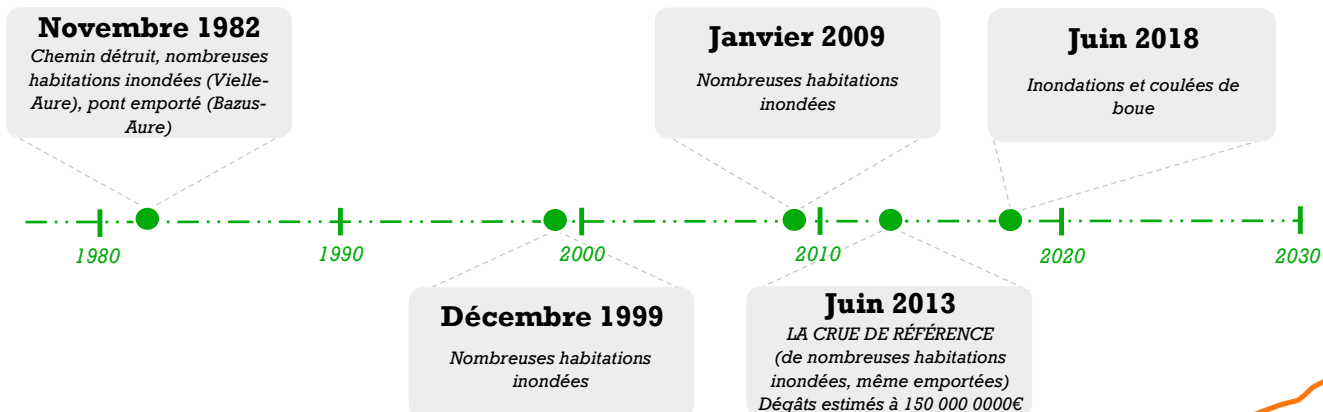 Novembre 1982
Chemin détruit, nombreuses
habitations inondées (Vielle-
Aure), pont emporté (Bazus-
Aure)
Janvier 2009
Nombreuses habitations
inondées
Juin 2018
Inondations et coulées de
boue
1980
1990
2000
2010
2020
2030
Décembre 1999
Nombreuses habitations
inondées
Juin 2013
LA CRUE DE RÉFÉRENCE
(de nombreuses habitations
inondées, même emportées)
Dégâts estimés à 150 000 0000€